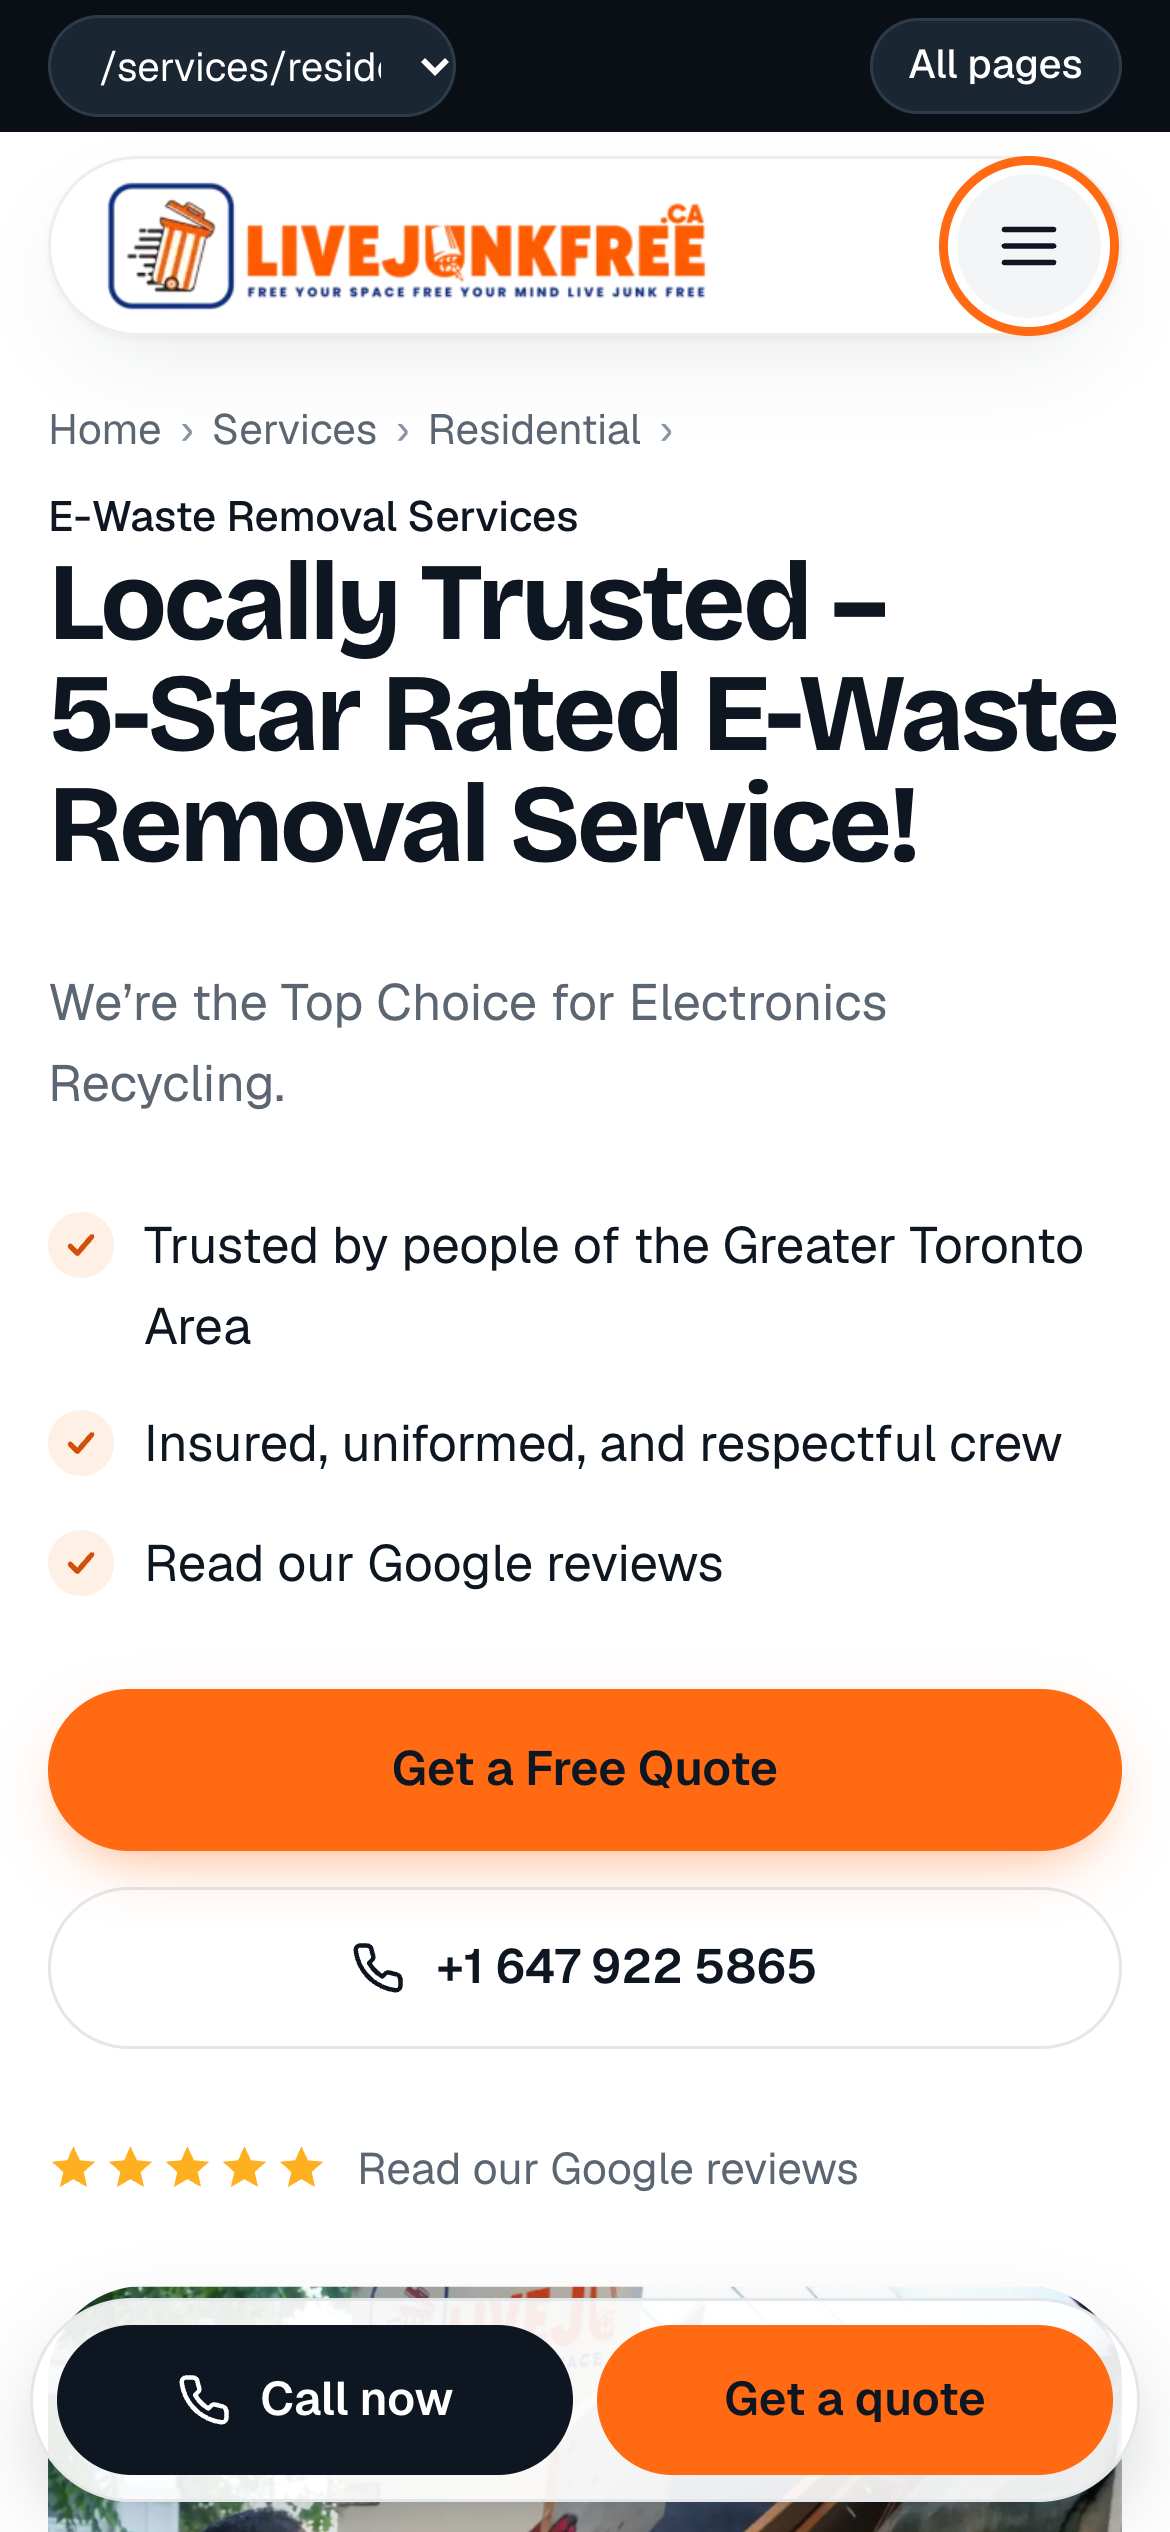 /services/resid
All pages
LIVEJUNKFREE.CA
FREE YOUR SPACE FREE YOUR MIND LIVE JUNK FREE
Home › Services › Residential ›
E-Waste Removal Services
Locally Trusted –
5-Star Rated E-Waste
Removal Service!
We’re the Top Choice for Electronics
Recycling.
Trusted by people of the Greater Toronto
Area
Insured, uniformed, and respectful crew
Read our Google reviews
Get a Free Quote
+1 647 922 5865
Read our Google reviews
LIVEJU
Call now
Get a quote